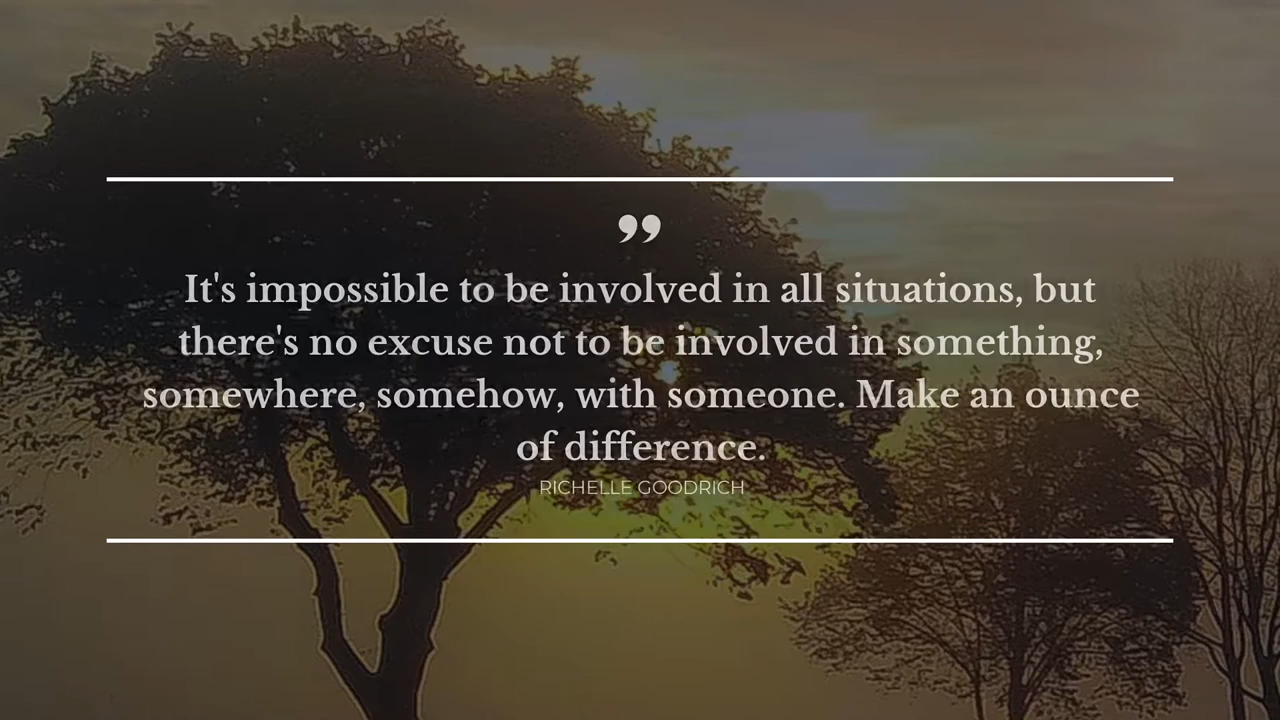 ”
It's impossible to be involved in all situations, but
there's no excuse not to be involved in something,
somewhere, somehow, with someone. Make an ounce
of difference.
RICHELLE GOODRICH